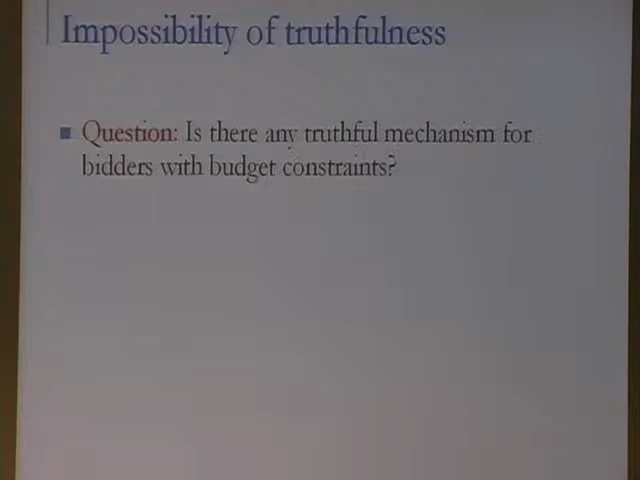 Impossibility of truthfulness
Question: Is there any truthful mechanism for
bidders with budget constraints?